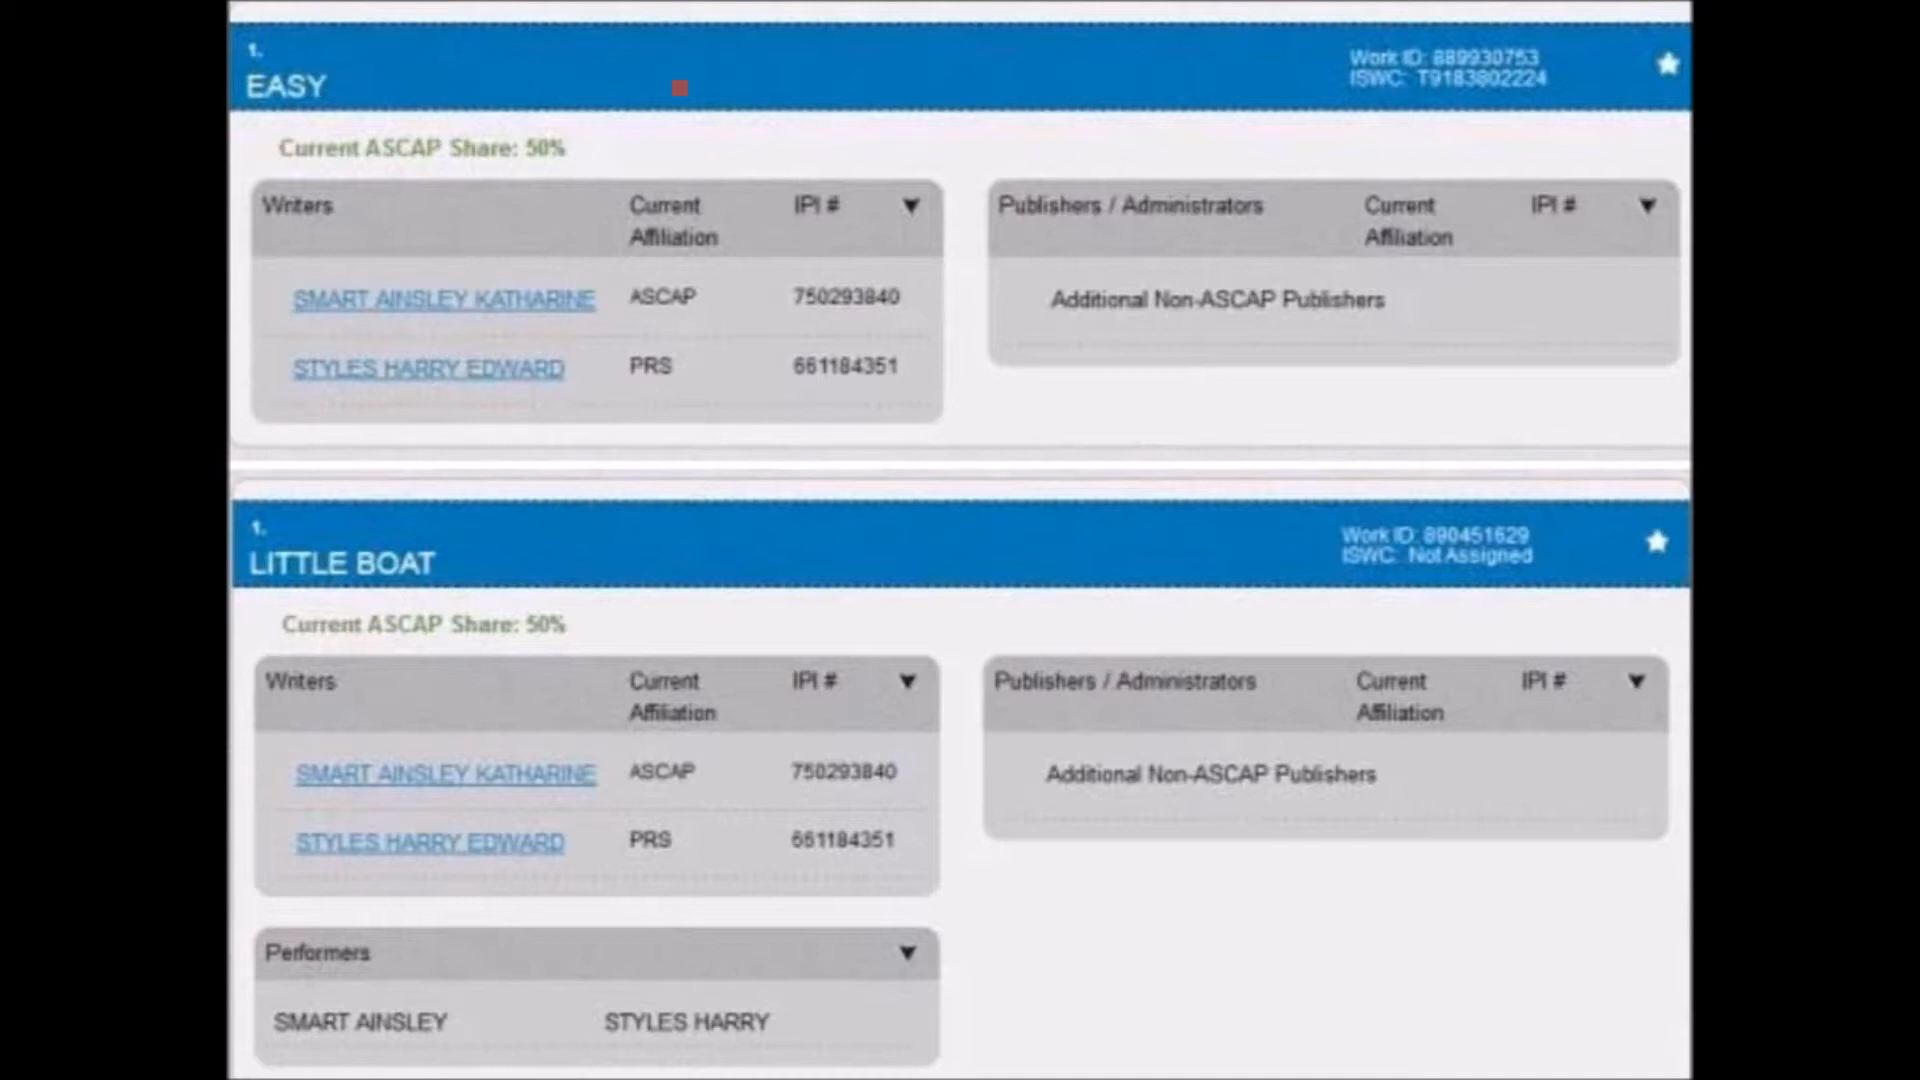 1.
EASY
Work ID: 889930753
ISWC: T9183802224
Current ASCAP Share: 50%
Writers Current Affiliation IPI # ▼
SMART AINSLEY KATHARINE ASCAP 750293840
STYLES HARRY EDWARD PRS 661184351
Publishers / Administrators Current Affiliation IPI # ▼
Additional Non-ASCAP Publishers
1.
LITTLE BOAT
Work ID: 890451629
ISWC: Not Assigned
Current ASCAP Share: 50%
Writers Current Affiliation IPI # ▼
SMART AINSLEY KATHARINE ASCAP 750293840
STYLES HARRY EDWARD PRS 661184351
Publishers / Administrators Current Affiliation IPI # ▼
Additional Non-ASCAP Publishers
Performers ▼
SMART AINSLEY STYLES HARRY